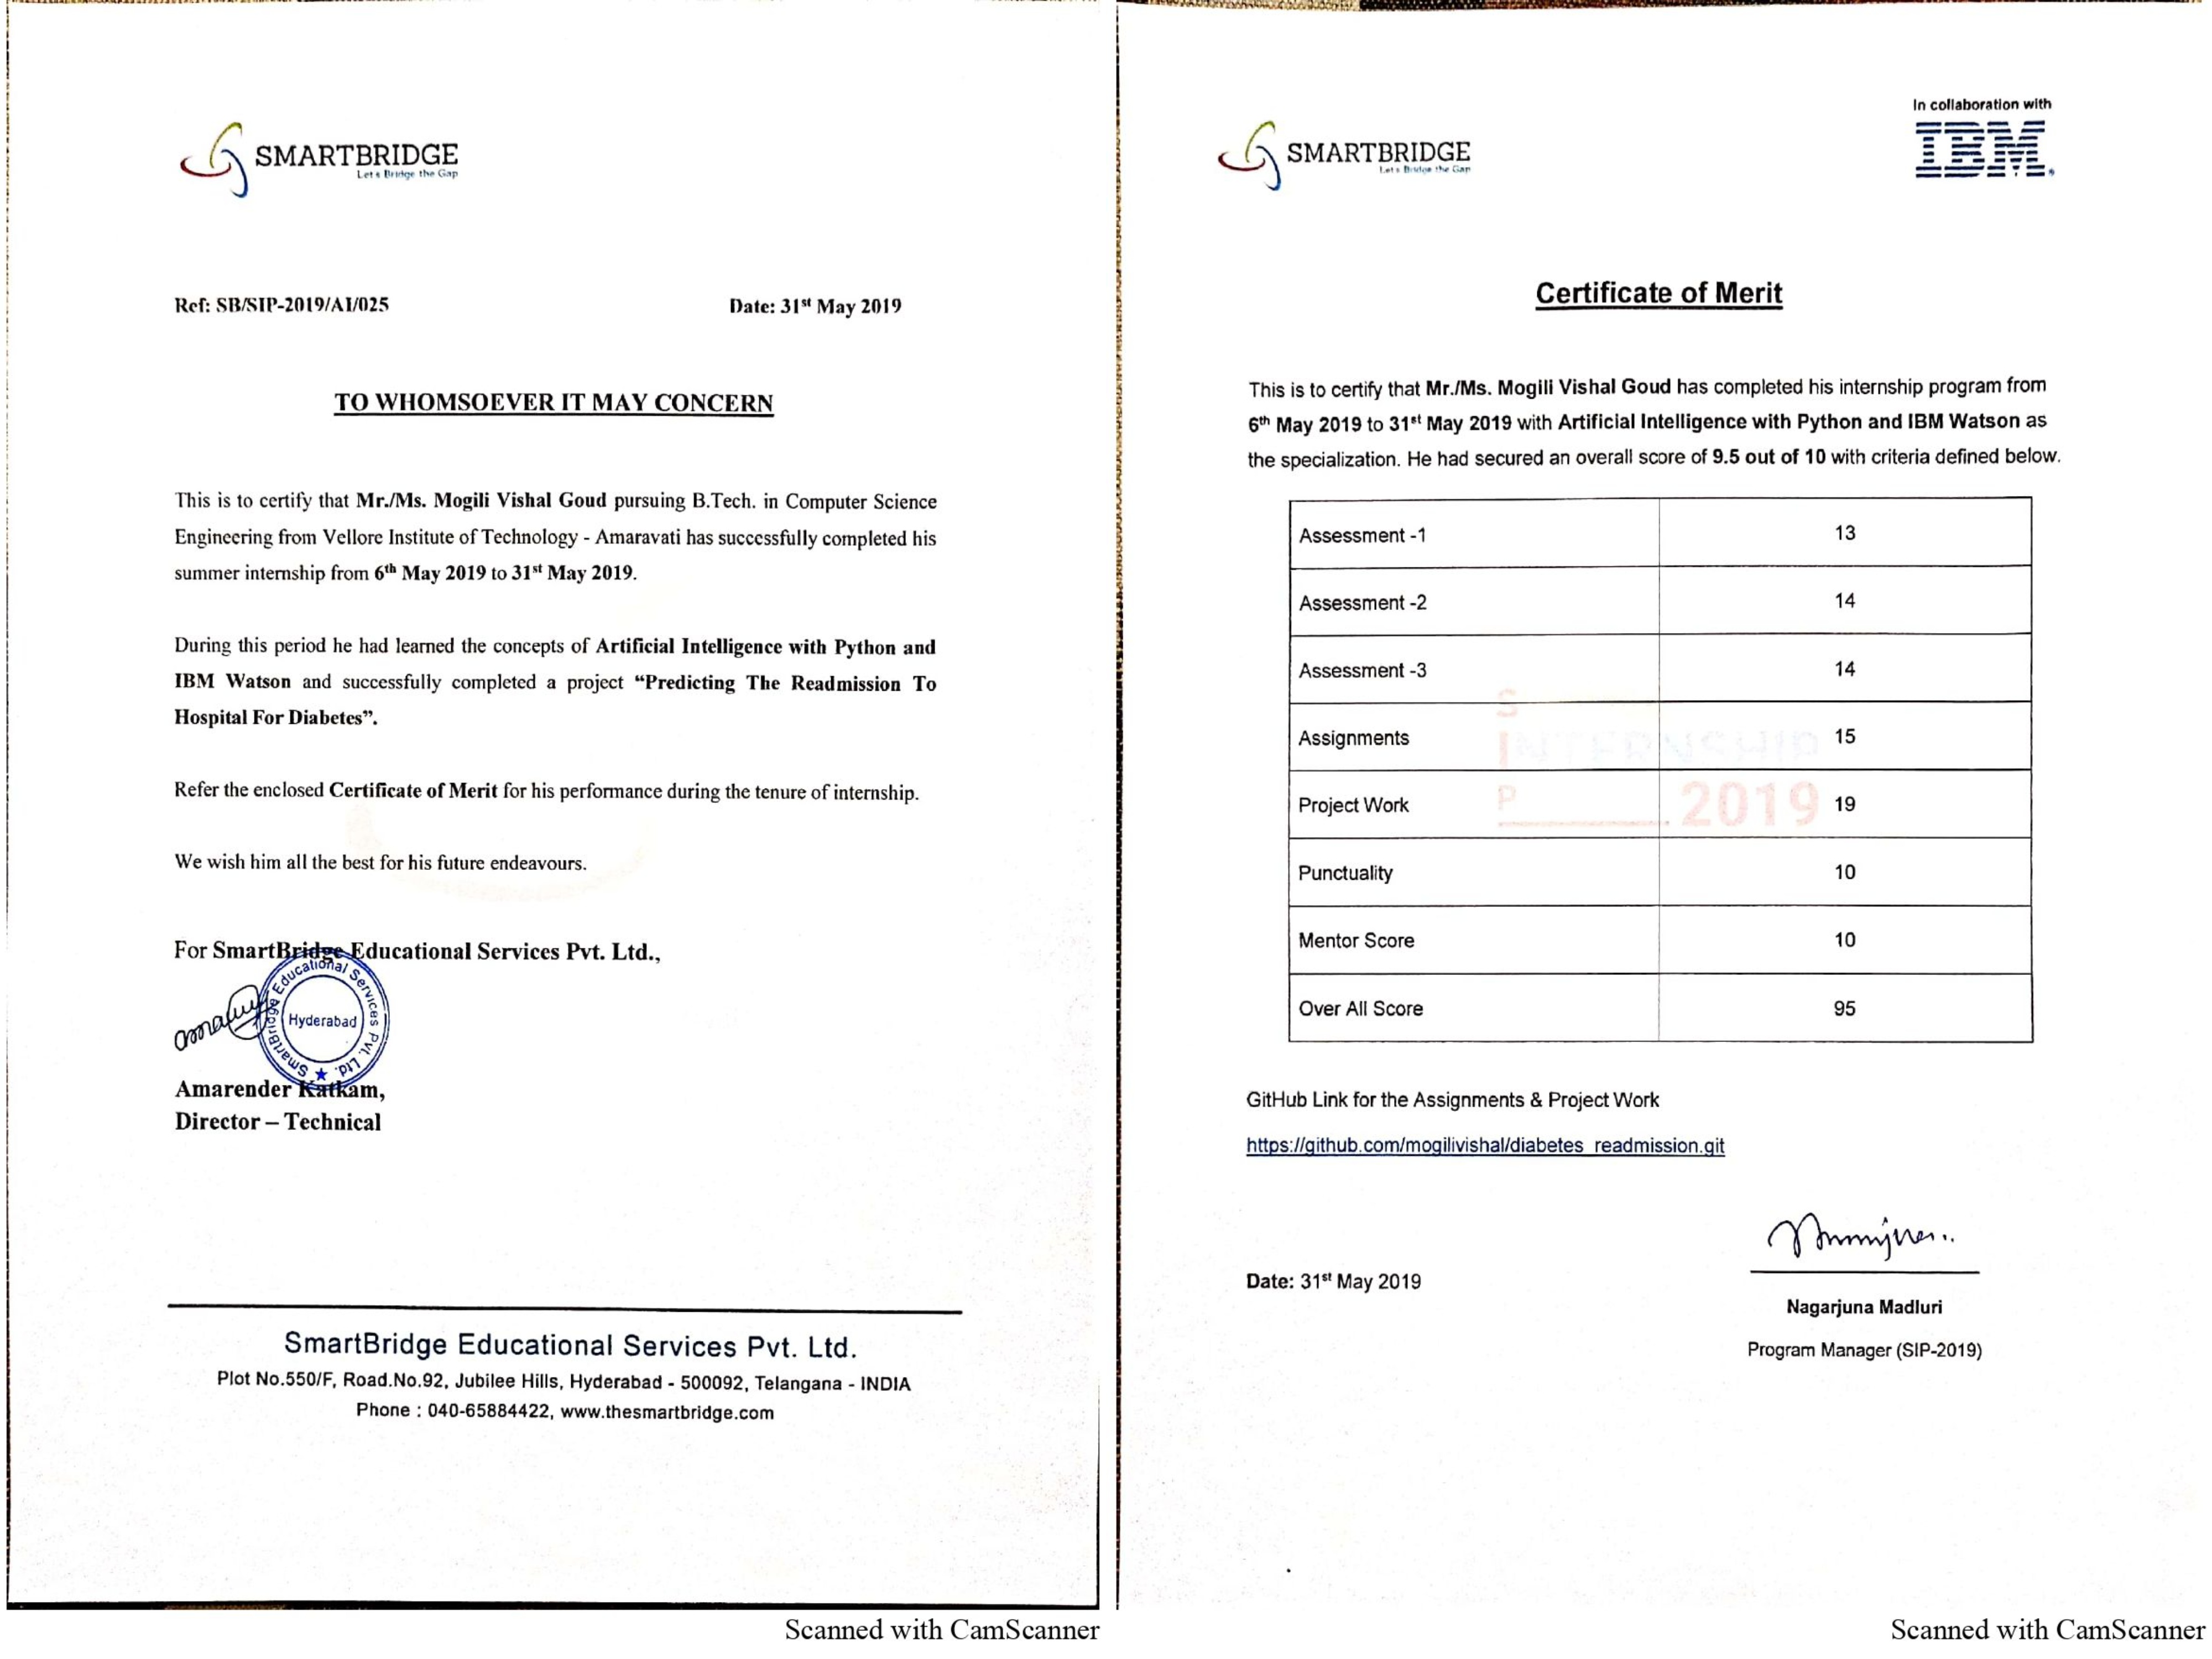 SMARTBRIDGE
Let's Bridge the Gap
Ref: SB/SIP-2019/AI/025 Date: 31st May 2019
TO WHOMSOEVER IT MAY CONCERN
This is to certify that Mr./Ms. Mogili Vishal Goud pursuing B.Tech. in Computer Science
Engineering from Vellore Institute of Technology - Amaravati has successfully completed his
summer internship from 6th May 2019 to 31st May 2019.
During this period he had learned the concepts of Artificial Intelligence with Python and
IBM Watson and successfully completed a project “Predicting The Readmission To
Hospital For Diabetes”.
Refer the enclosed Certificate of Merit for his performance during the tenure of internship.
We wish him all the best for his future endeavours.
For SmartBridge Educational Services Pvt. Ltd.,
SmartBridge Educational Services Pvt. Ltd.
Hyderabad
Amarender Katkam,
Director – Technical
SmartBridge Educational Services Pvt. Ltd.
Plot No.550/F, Road.No.92, Jubilee Hills, Hyderabad - 500092, Telangana - INDIA
Phone : 040-65884422, www.thesmartbridge.com
Scanned with CamScanner
SMARTBRIDGE
Let's Bridge the Gap
In collaboration with
IBM
Certificate of Merit
This is to certify that Mr./Ms. Mogili Vishal Goud has completed his internship program from
6th May 2019 to 31st May 2019 with Artificial Intelligence with Python and IBM Watson as
the specialization. He had secured an overall score of 9.5 out of 10 with criteria defined below.
Assessment -1 13
Assessment -2 14
Assessment -3 14
Assignments 15
Project Work 19
Punctuality 10
Mentor Score 10
Over All Score 95
S
INTERNSHIP
P 2019
GitHub Link for the Assignments & Project Work
https://github.com/mogilivishal/diabetes_readmission.git
Date: 31st May 2019
Nagarjuna Madluri
Program Manager (SIP-2019)
Scanned with CamScanner